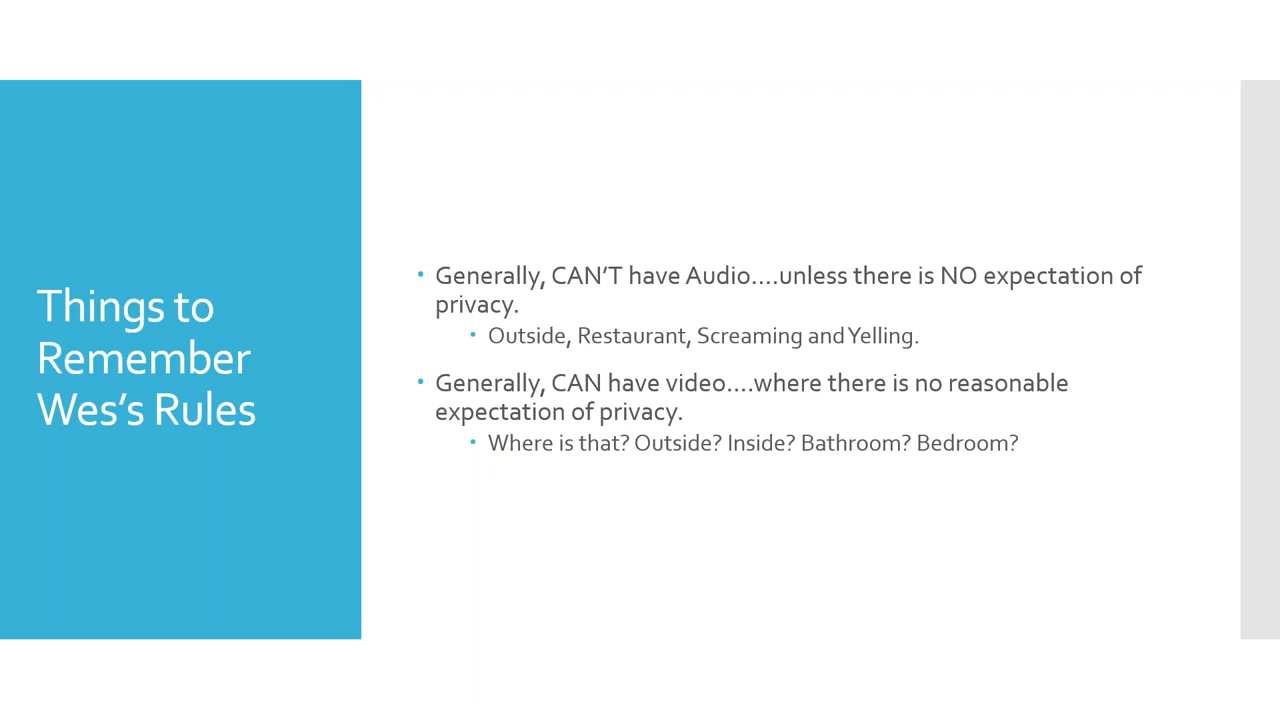 Things to
Remember
Wes’s Rules
• Generally, CAN’T have Audio....unless there is NO expectation of
privacy.
• Outside, Restaurant, Screaming and Yelling.
• Generally, CAN have video....where there is no reasonable
expectation of privacy.
• Where is that? Outside? Inside? Bathroom? Bedroom?